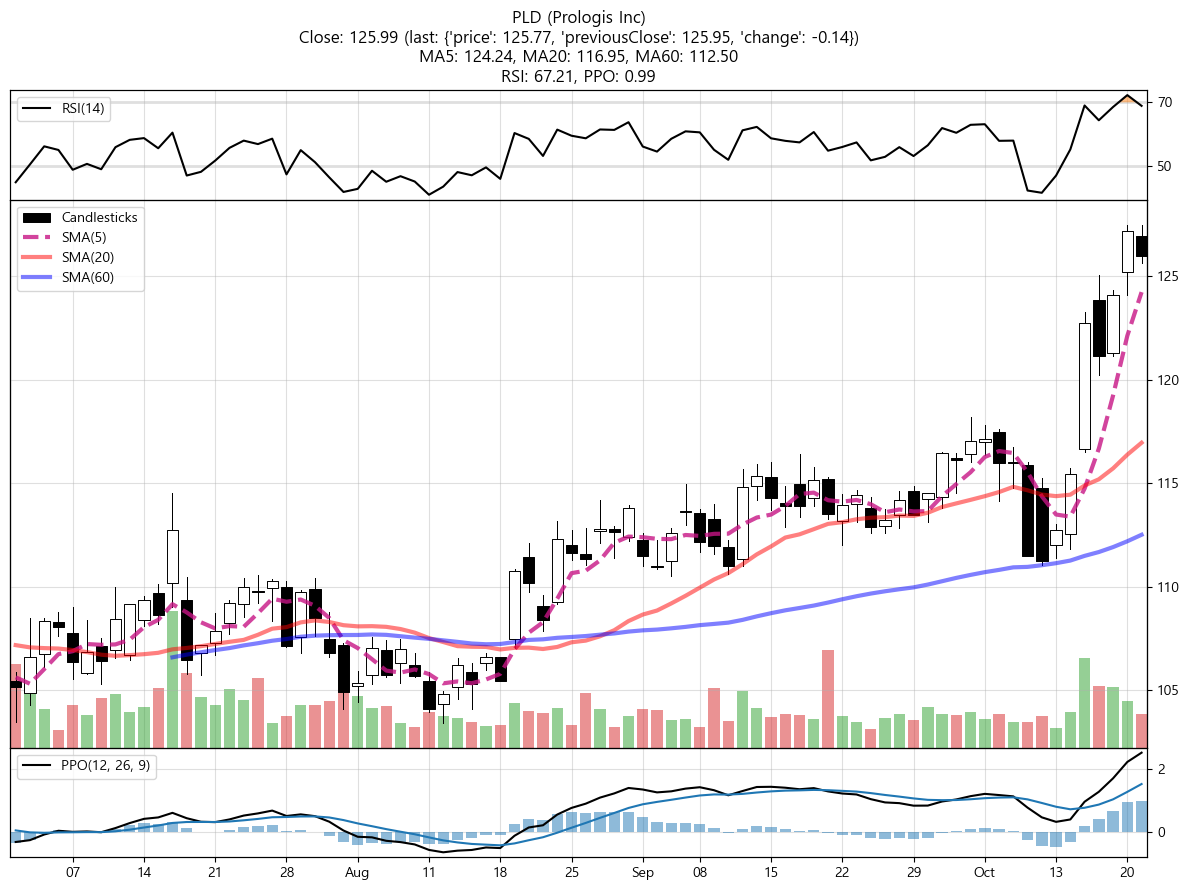 PLD (Prologis Inc)
Close: 125.99 (last: {'price': 125.77, 'previousClose': 125.95, 'change': -0.14})
MA5: 124.24, MA20: 116.95, MA60: 112.50
RSI: 67.21, PPO: 0.99
RSI(14)
70
50
Candlesticks
SMA(5)
SMA(20)
SMA(60)
125
120
115
110
105
PPO(12, 26, 9)
2
0
07 14 21 28 Aug 11 18 25 Sep 08 15 22 29 Oct 13 20